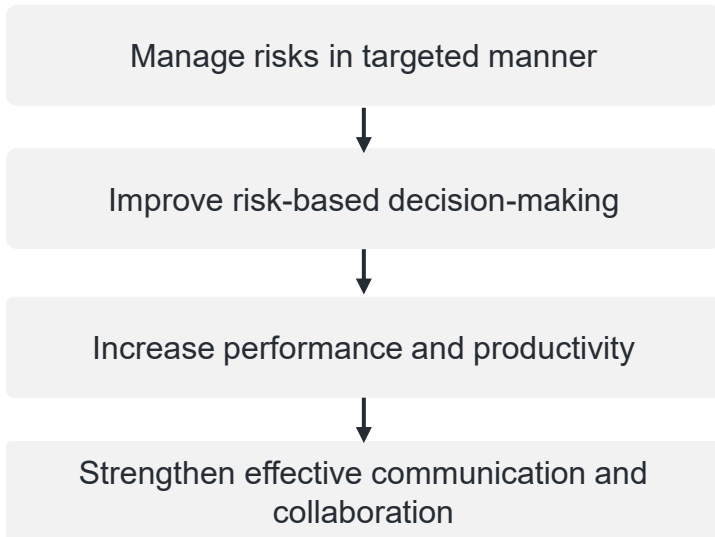 Manage risks in targeted manner
Improve risk-based decision-making
Increase performance and productivity
Strengthen effective communication and
collaboration